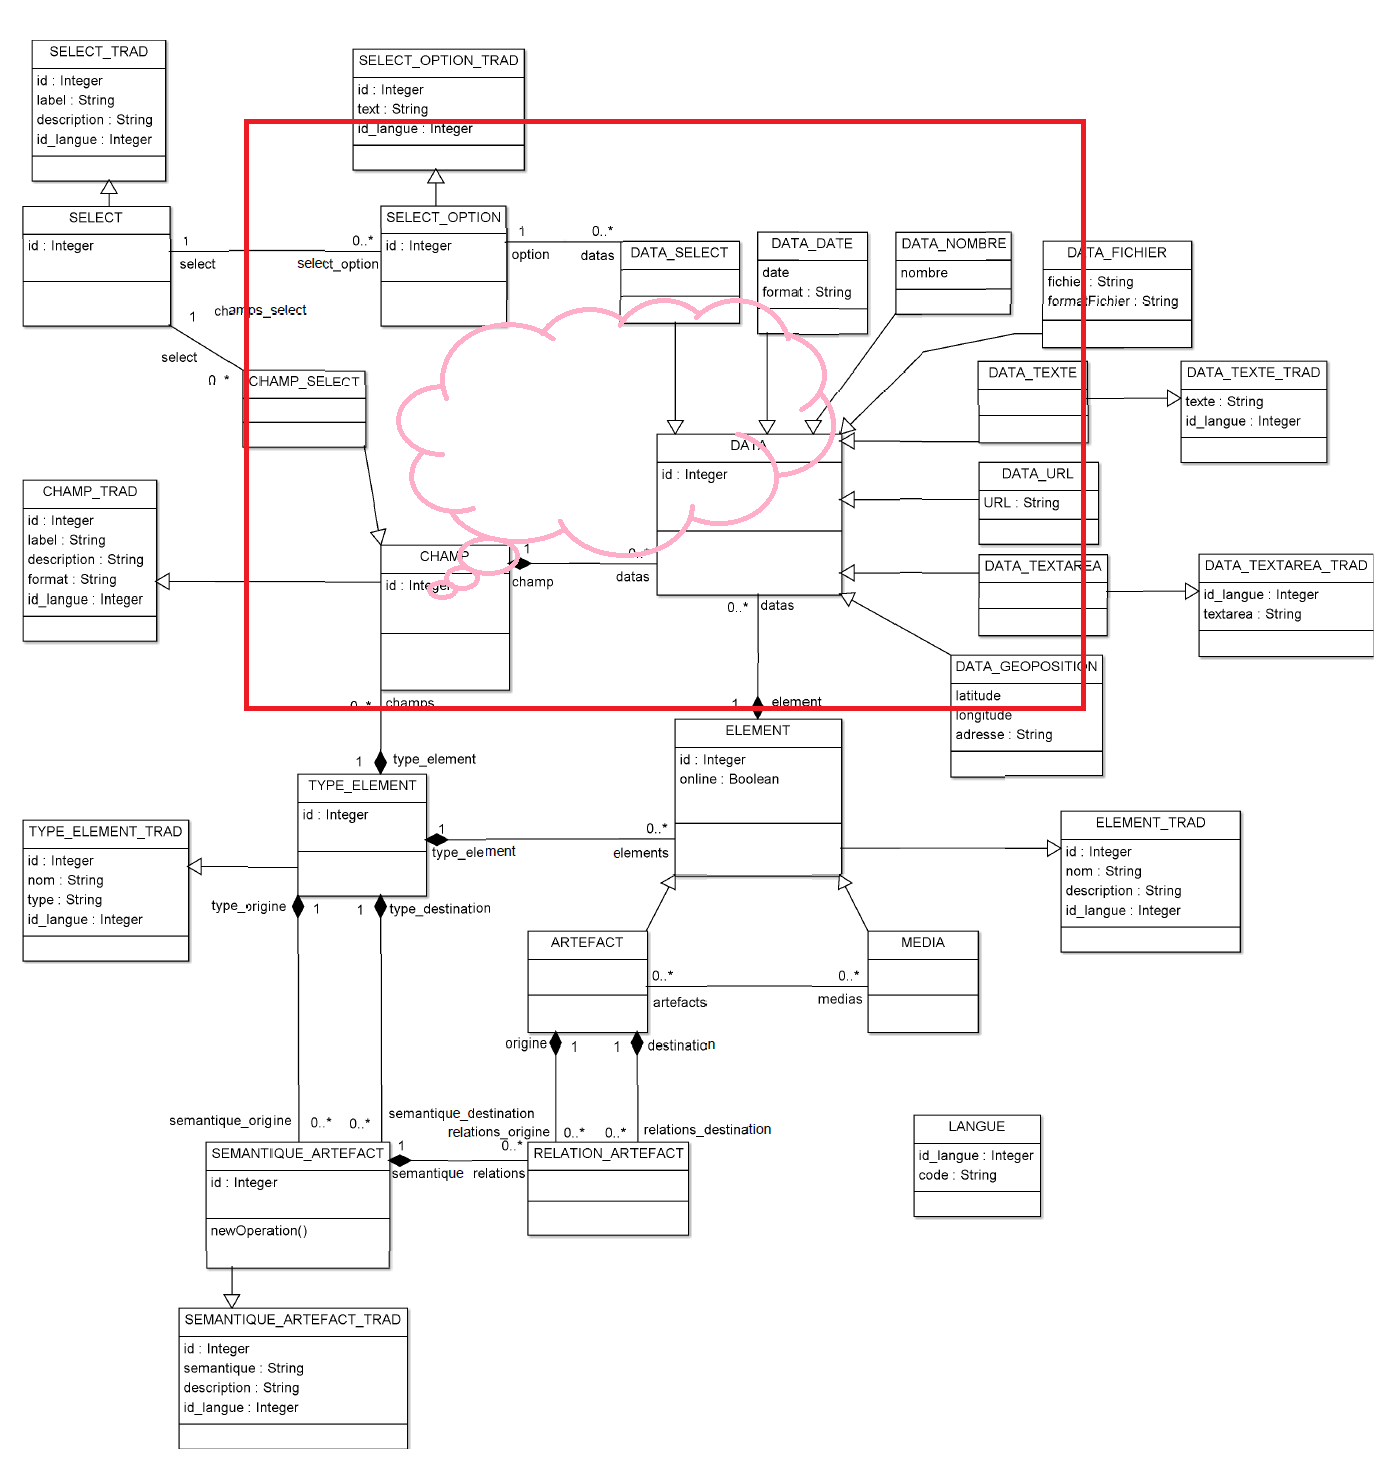 SELECT_TRAD
id : Integer
label : String
description : String
id_langue : Integer
SELECT_OPTION_TRAD
id : Integer
text : String
id_langue : Integer
SELECT
id : Integer
1
select
0..*
select_option
SELECT_OPTION
id : Integer
1
option
0..*
datas
DATA_SELECT
DATA_DATE
date
format : String
DATA_NOMBRE
nombre
DATA_FICHIER
fichier : String
formatFichier : String
1
champs_select
select
0..*
CHAMP_SELECT
DATA_TEXTE
DATA_TEXTE_TRAD
texte : String
id_langue : Integer
DATA
id : Integer
DATA_URL
URL : String
CHAMP_TRAD
id : Integer
label : String
description : String
format : String
id_langue : Integer
CHAMP
id : Integer
1
champ
0..*
datas
DATA_TEXTAREA
DATA_TEXTAREA_TRAD
id_langue : Integer
textarea : String
0..*
datas
DATA_GEOPOSITION
latitude
longitude
adresse : String
0..*
champs
1
element
ELEMENT
id : Integer
online : Boolean
1
type_element
TYPE_ELEMENT
id : Integer
1
type_element
0..*
elements
TYPE_ELEMENT_TRAD
id : Integer
nom : String
type : String
id_langue : Integer
ELEMENT_TRAD
id : Integer
nom : String
description : String
id_langue : Integer
type_origine
1
1
type_destination
ARTEFACT
MEDIA
0..*
artefacts
0..*
medias
origine
1
1
destination
semantique_origine
0..*
0..*
semantique_destination
relations_origine
0..*
0..*
relations_destination
SEMANTIQUE_ARTEFACT
id : Integer
newOperation()
1
semantique
0..*
relations
RELATION_ARTEFACT
LANGUE
id_langue : Integer
code : String
SEMANTIQUE_ARTEFACT_TRAD
id : Integer
semantique : String
description : String
id_langue : Integer